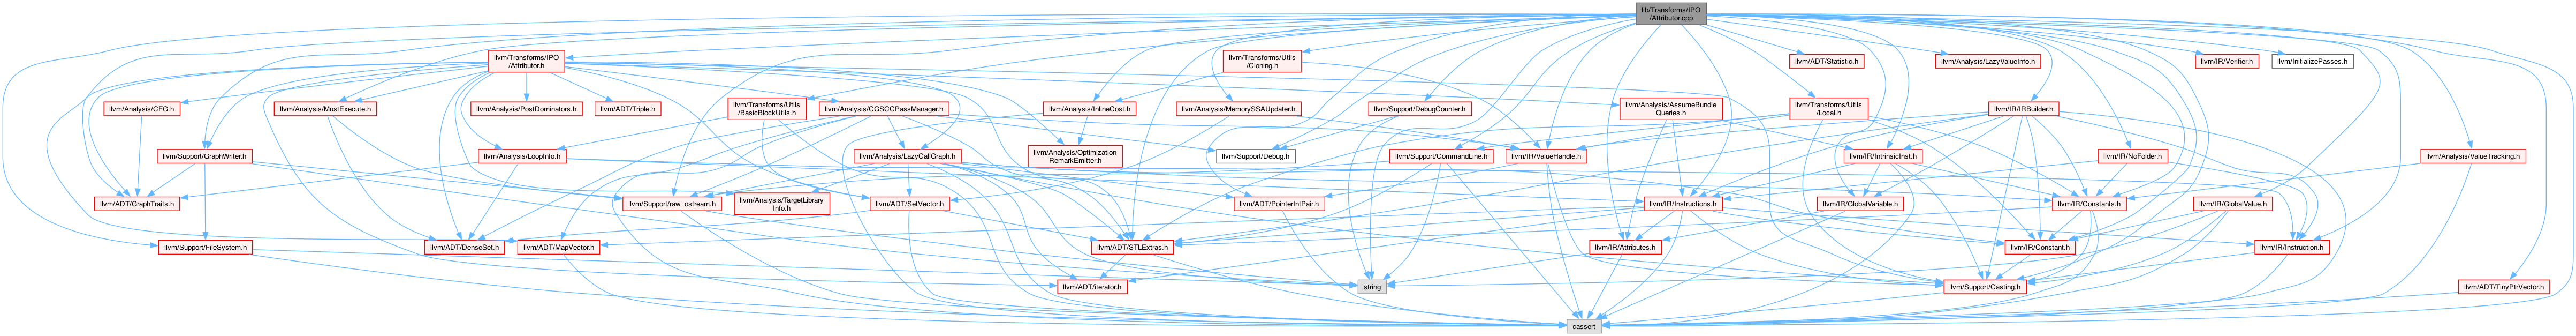 lib/Transforms/IPO
/Attributor.cpp
llvm/Transforms/IPO
/Attributor.h
llvm/Transforms/Utils
/Cloning.h
llvm/ADT/Statistic.h
llvm/Analysis/LazyValueInfo.h
llvm/IR/Verifier.h
llvm/InitializePasses.h
llvm/Analysis/CFG.h
llvm/Analysis/MustExecute.h
llvm/Analysis/PostDominators.h
llvm/ADT/Triple.h
llvm/Transforms/Utils
/BasicBlockUtils.h
llvm/Analysis/CGSCCPassManager.h
llvm/Analysis/InlineCost.h
llvm/Analysis/MemorySSAUpdater.h
llvm/Support/DebugCounter.h
llvm/Transforms/Utils
/Local.h
llvm/Analysis/AssumeBundle
Queries.h
llvm/IR/IRBuilder.h
llvm/Support/GraphWriter.h
llvm/Analysis/LoopInfo.h
llvm/Analysis/LazyCallGraph.h
llvm/Analysis/Optimization
RemarkEmitter.h
llvm/Support/Debug.h
llvm/Support/CommandLine.h
llvm/IR/ValueHandle.h
llvm/IR/IntrinsicInst.h
llvm/IR/NoFolder.h
llvm/Analysis/ValueTracking.h
llvm/ADT/GraphTraits.h
llvm/Support/raw_ostream.h
llvm/Analysis/TargetLibrary
Info.h
llvm/ADT/SetVector.h
llvm/ADT/PointerIntPair.h
llvm/IR/Instructions.h
llvm/IR/GlobalVariable.h
llvm/IR/Constants.h
llvm/IR/GlobalValue.h
llvm/Support/FileSystem.h
llvm/ADT/DenseSet.h
llvm/ADT/MapVector.h
llvm/ADT/STLExtras.h
llvm/IR/Attributes.h
llvm/IR/Constant.h
llvm/IR/Instruction.h
llvm/ADT/iterator.h
string
llvm/Support/Casting.h
llvm/ADT/TinyPtrVector.h
cassert